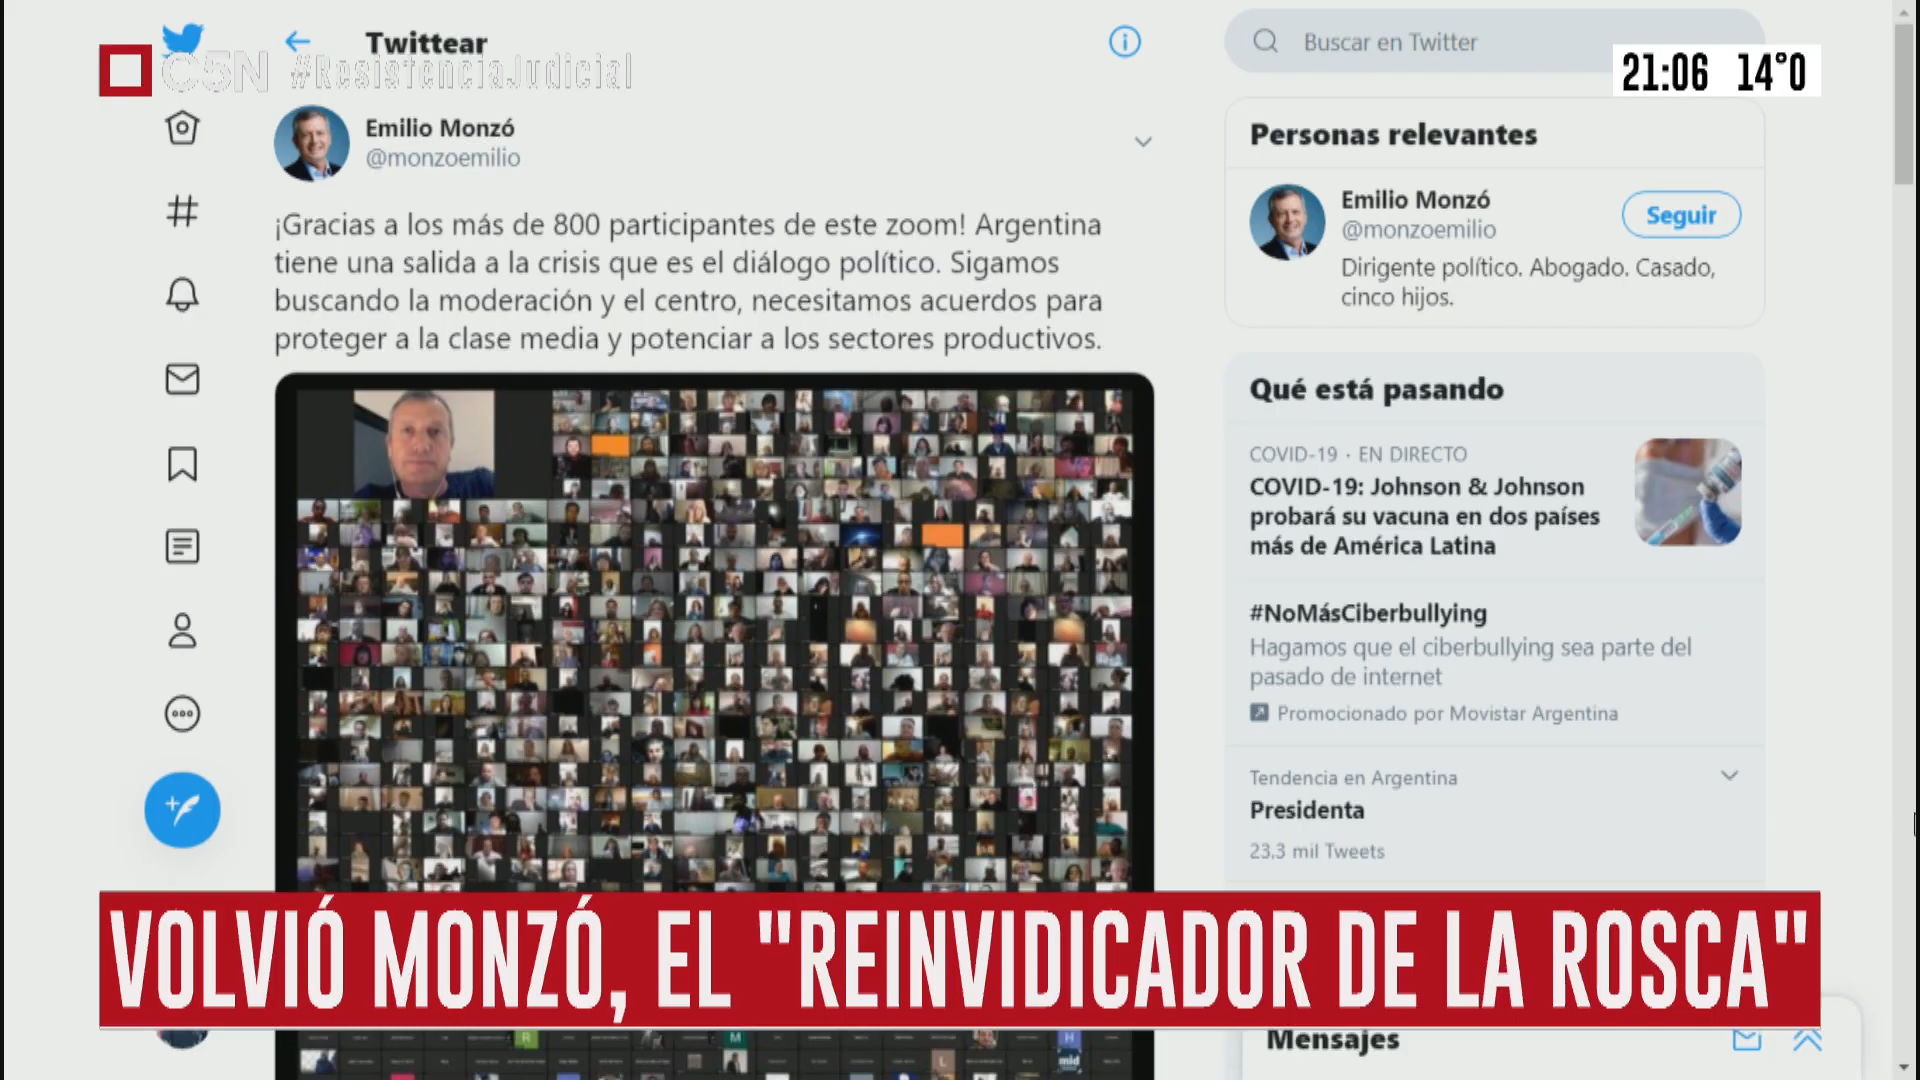 Twittear
Buscar en Twitter
C5N
#ResistenciaJudicial
21:06 14°0
Emilio Monzó
@monzoemilio
¡Gracias a los más de 800 participantes de este zoom! Argentina
tiene una salida a la crisis que es el diálogo político. Sigamos
buscando la moderación y el centro, necesitamos acuerdos para
proteger a la clase media y potenciar a los sectores productivos.
Personas relevantes
Emilio Monzó
@monzoemilio
Seguir
Dirigente político. Abogado. Casado,
cinco hijos.
Qué está pasando
COVID-19 · EN DIRECTO
COVID-19: Johnson & Johnson
probará su vacuna en dos países
más de América Latina
#NoMásCiberbullying
Hagamos que el ciberbullying sea parte del
pasado de internet
Promocionado por Movistar Argentina
Tendencia en Argentina
Presidenta
23,3 mil Tweets
VOLVIÓ MONZÓ, EL "REINVIDICADOR DE LA ROSCA"
R
M
H
L
mid
Mensajes